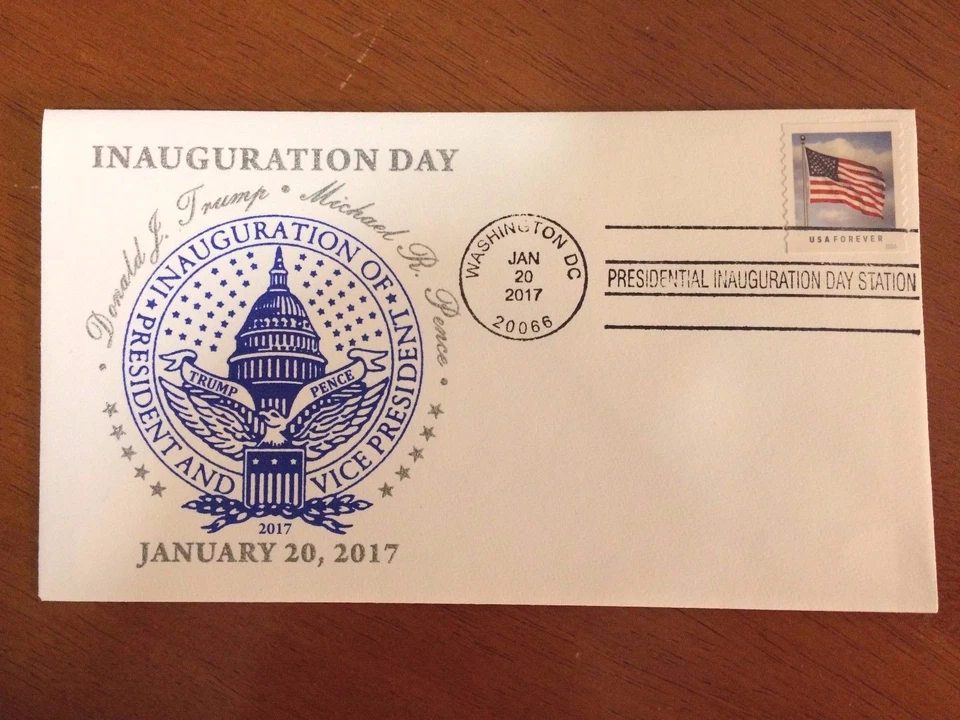 INAUGURATION DAY
Donald J. Trump • Michael R. Pence
INAUGURATION OF
PRESIDENT AND VICE PRESIDENT
TRUMP PENCE
2017
JANUARY 20, 2017
WASHINGTON DC
JAN
20
2017
20066
USA FOREVER
PRESIDENTIAL INAUGURATION DAY STATION